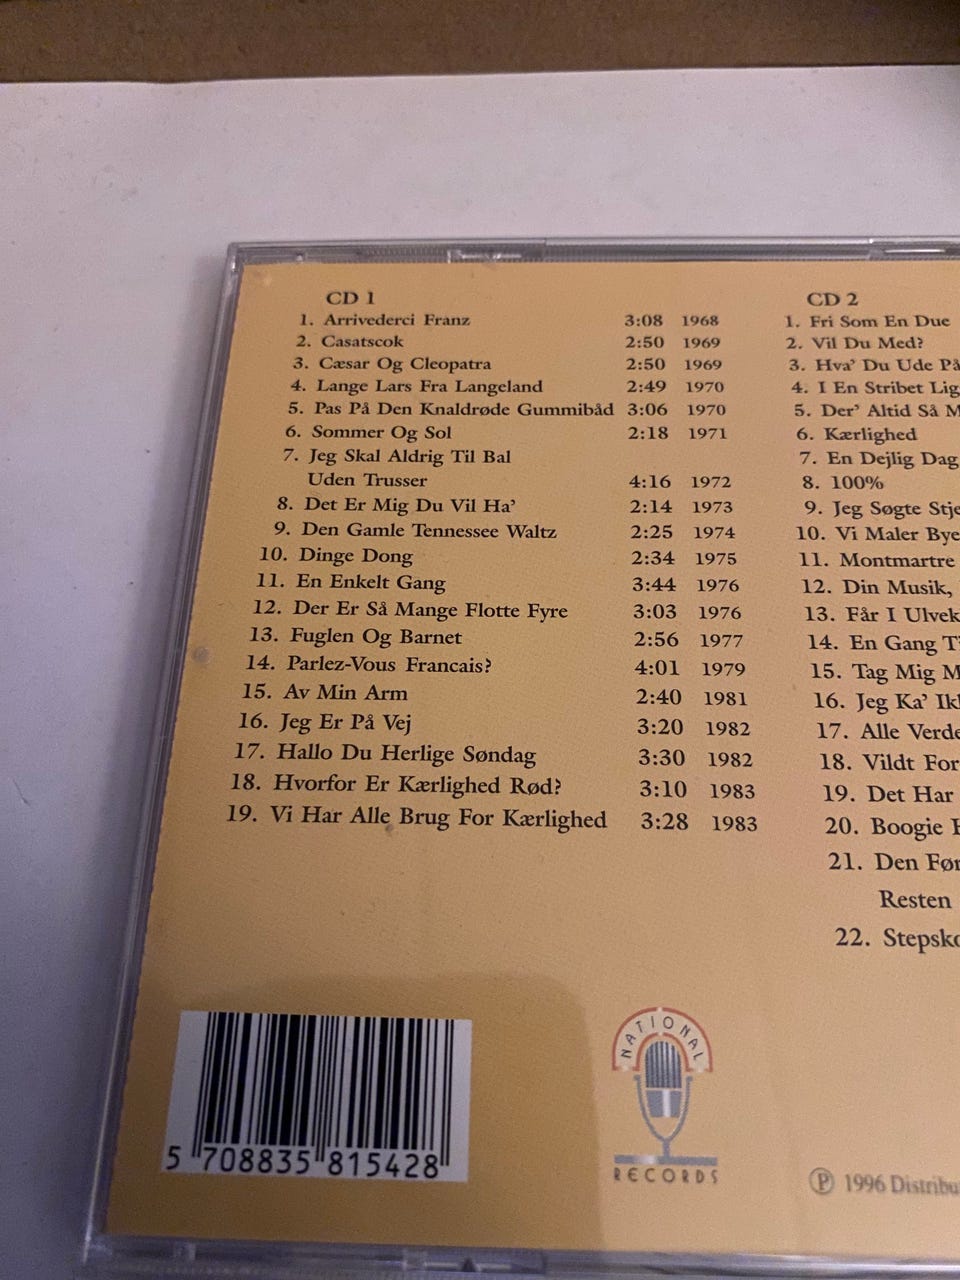 CD 1
1. Arrivederci Franz 3:08 1968
2. Casatscok 2:50 1969
3. Cæsar Og Cleopatra 2:50 1969
4. Lange Lars Fra Langeland 2:49 1970
5. Pas På Den Knaldrøde Gummibåd 3:06 1970
6. Sommer Og Sol 2:18 1971
7. Jeg Skal Aldrig Til Bal
Uden Trusser 4:16 1972
8. Det Er Mig Du Vil Ha' 2:14 1973
9. Den Gamle Tennessee Waltz 2:25 1974
10. Dinge Dong 2:34 1975
11. En Enkelt Gang 3:44 1976
12. Der Er Så Mange Flotte Fyre 3:03 1976
13. Fuglen Og Barnet 2:56 1977
14. Parlez-Vous Francais? 4:01 1979
15. Av Min Arm 2:40 1981
16. Jeg Er På Vej 3:20 1982
17. Hallo Du Herlige Søndag 3:30 1982
18. Hvorfor Er Kærlighed Rød? 3:10 1983
19. Vi Har Alle Brug For Kærlighed 3:28 1983
CD 2
1. Fri Som En Due
2. Vil Du Med?
3. Hva' Du Ude På
4. I En Stribet Lig
5. Der' Altid Så M
6. Kærlighed
7. En Dejlig Dag
8. 100%
9. Jeg Søgte Stje
10. Vi Maler Bye
11. Montmartre
12. Din Musik,
13. Får I Ulvek
14. En Gang T
15. Tag Mig M
16. Jeg Ka' Ik
17. Alle Verde
18. Vildt For
19. Det Har
20. Boogie
21. Den Før
Resten
22. Stepsko
5 708835 815428
NATIONAL
RECORDS
℗ 1996 Distribu